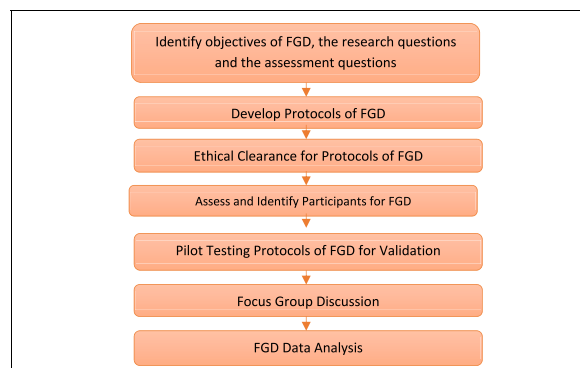 Identify objectives of FGD, the research questions
and the assessment questions
Develop Protocols of FGD
Ethical Clearance for Protocols of FGD
Assess and Identify Participants for FGD
Pilot Testing Protocols of FGD for Validation
Focus Group Discussion
FGD Data Analysis